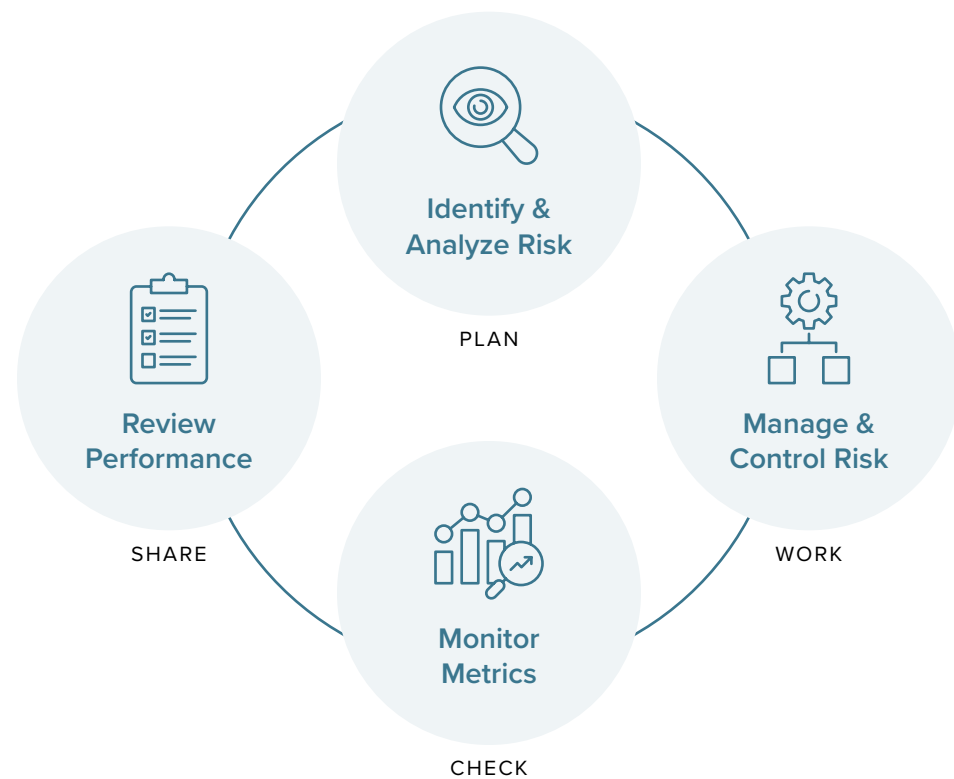 Identify &
Analyze Risk
PLAN
Manage &
Control Risk
WORK
Monitor
Metrics
CHECK
Review
Performance
SHARE